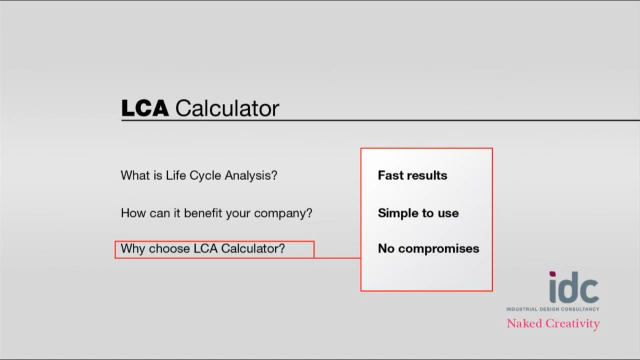 LCA Calculator
What is Life Cycle Analysis?
How can it benefit your company?
Why choose LCA Calculator?
Fast results
Simple to use
No compromises
idc
INDUSTRIAL DESIGN CONSULTANCY
Naked Creativity